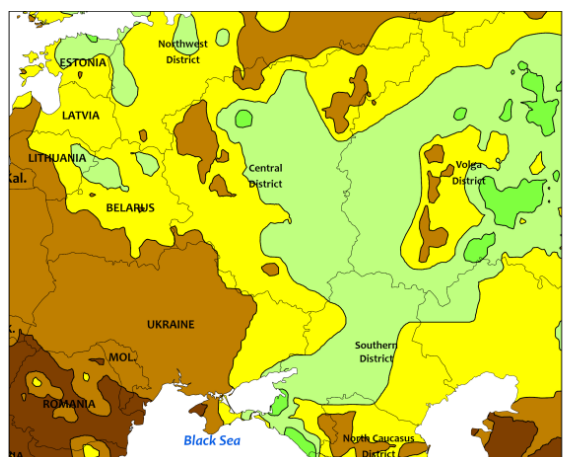 Northwest
District
ESTONIA
LATVIA
LITHUANIA
Kal.
Central
District
Volga
District
BELARUS
UKRAINE
Southern
District
MOL.
ROMANIA
Black Sea
North Caucasus
District